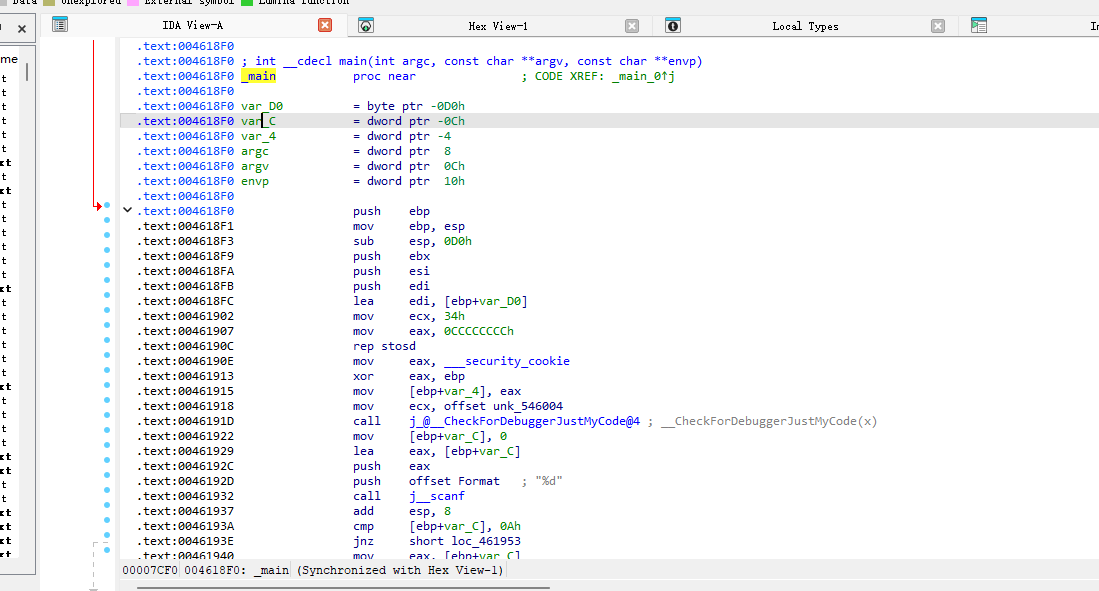 Data Unexplored External symbol Lumina function
IDA View-A Hex View-1 Local Types
.text:004618F0
.text:004618F0 ; int __cdecl main(int argc, const char **argv, const char **envp)
.text:004618F0 _main proc near ; CODE XREF: _main_0↑j
.text:004618F0
.text:004618F0 var_D0 = byte ptr -0D0h
.text:004618F0 var_C = dword ptr -0Ch
.text:004618F0 var_4 = dword ptr -4
.text:004618F0 argc = dword ptr 8
.text:004618F0 argv = dword ptr 0Ch
.text:004618F0 envp = dword ptr 10h
.text:004618F0
.text:004618F0 push ebp
.text:004618F1 mov ebp, esp
.text:004618F3 sub esp, 0D0h
.text:004618F9 push ebx
.text:004618FA push esi
.text:004618FB push edi
.text:004618FC lea edi, [ebp+var_D0]
.text:00461902 mov ecx, 34h
.text:00461907 mov eax, 0CCCCCCCCh
.text:0046190C rep stosd
.text:0046190E mov eax, ___security_cookie
.text:00461913 xor eax, ebp
.text:00461915 mov [ebp+var_4], eax
.text:00461918 mov ecx, offset unk_546004
.text:0046191D call j_@__CheckForDebuggerJustMyCode@4 ; __CheckForDebuggerJustMyCode(x)
.text:00461922 mov [ebp+var_C], 0
.text:00461929 lea eax, [ebp+var_C]
.text:0046192C push eax
.text:0046192D push offset Format ; "%d"
.text:00461932 call j__scanf
.text:00461937 add esp, 8
.text:0046193A cmp [ebp+var_C], 0Ah
.text:0046193E jnz short loc_461953
.text:00461940 mov eax, [ebp+var_C]
00007CF0 004618F0: _main (Synchronized with Hex View-1)